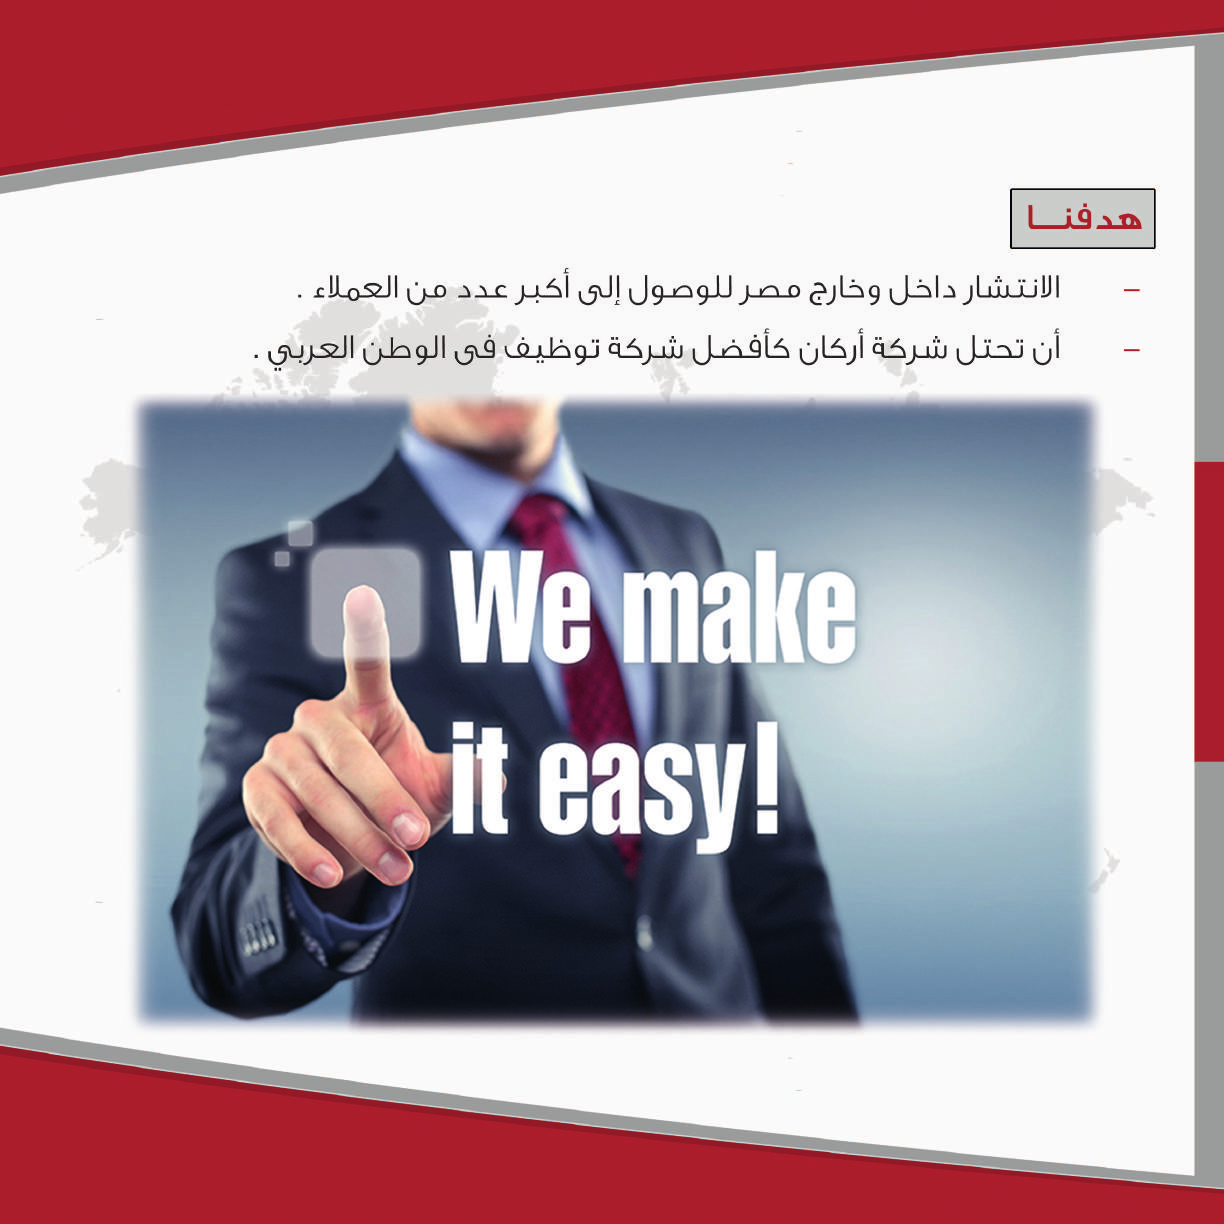 هدفنـــا
– الانتشار داخل وخارج مصر للوصول إلى أكبر عدد من العملاء .
– أن تحتل شركة أركان كأفضل شركة توظيف فى الوطن العربي .
We make
it easy!